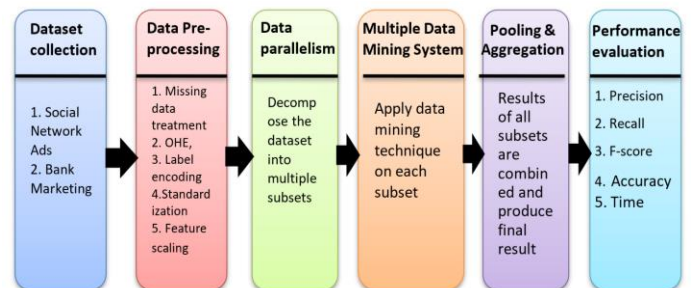 Dataset
collection
1. Social
Network
Ads
2. Bank
Marketing
Data Pre-
processing
1. Missing
data
treatment
2. OHE,
3. Label
encoding
4.Standard
ization
5. Feature
scaling
Data
parallelism
Decomp
ose the
dataset
into
multiple
subsets
Multiple Data
Mining System
Apply data
mining
technique
on each
subset
Pooling &
Aggregation
Results
of all
subsets
are
combin
ed and
produce
final
result
Performance
evaluation
1. Precision
2. Recall
3. F-score
4. Accuracy
5. Time